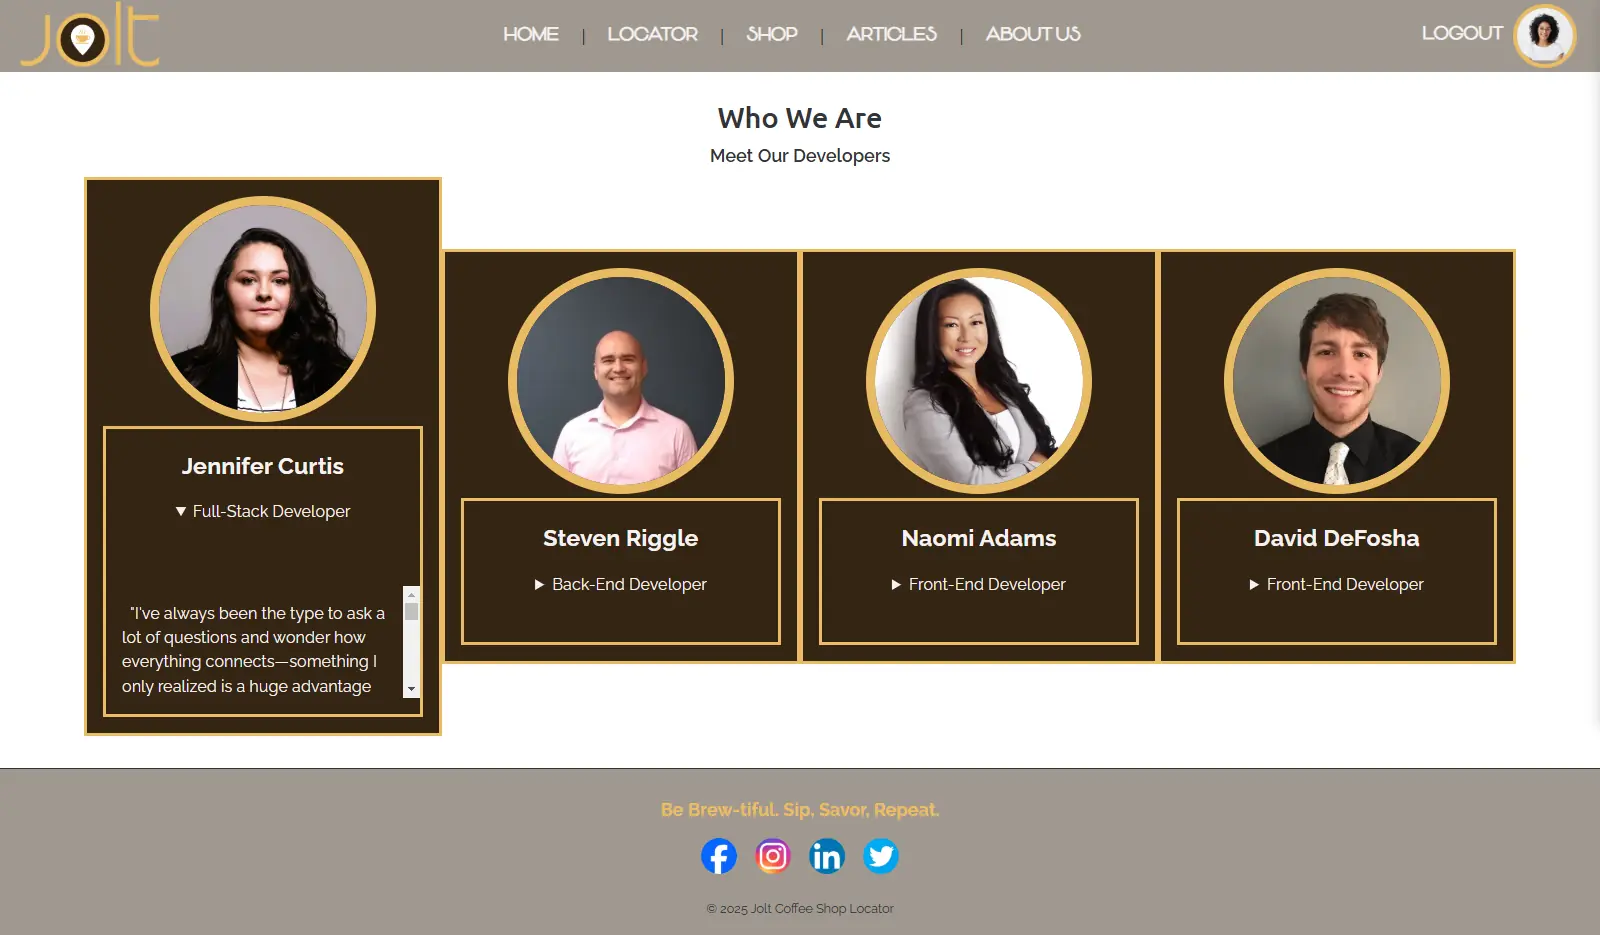 Jolt
HOME | LOCATOR | SHOP | ARTICLES | ABOUT US
LOGOUT
Who We Are
Meet Our Developers
Jennifer Curtis
▼ Full-Stack Developer
"I've always been the type to ask a
lot of questions and wonder how
everything connects—something I
only realized is a huge advantage
Steven Riggle
▶ Back-End Developer
Naomi Adams
▶ Front-End Developer
David DeFosha
▶ Front-End Developer
Be Brew-tiful. Sip, Savor, Repeat.
© 2025 Jolt Coffee Shop Locator